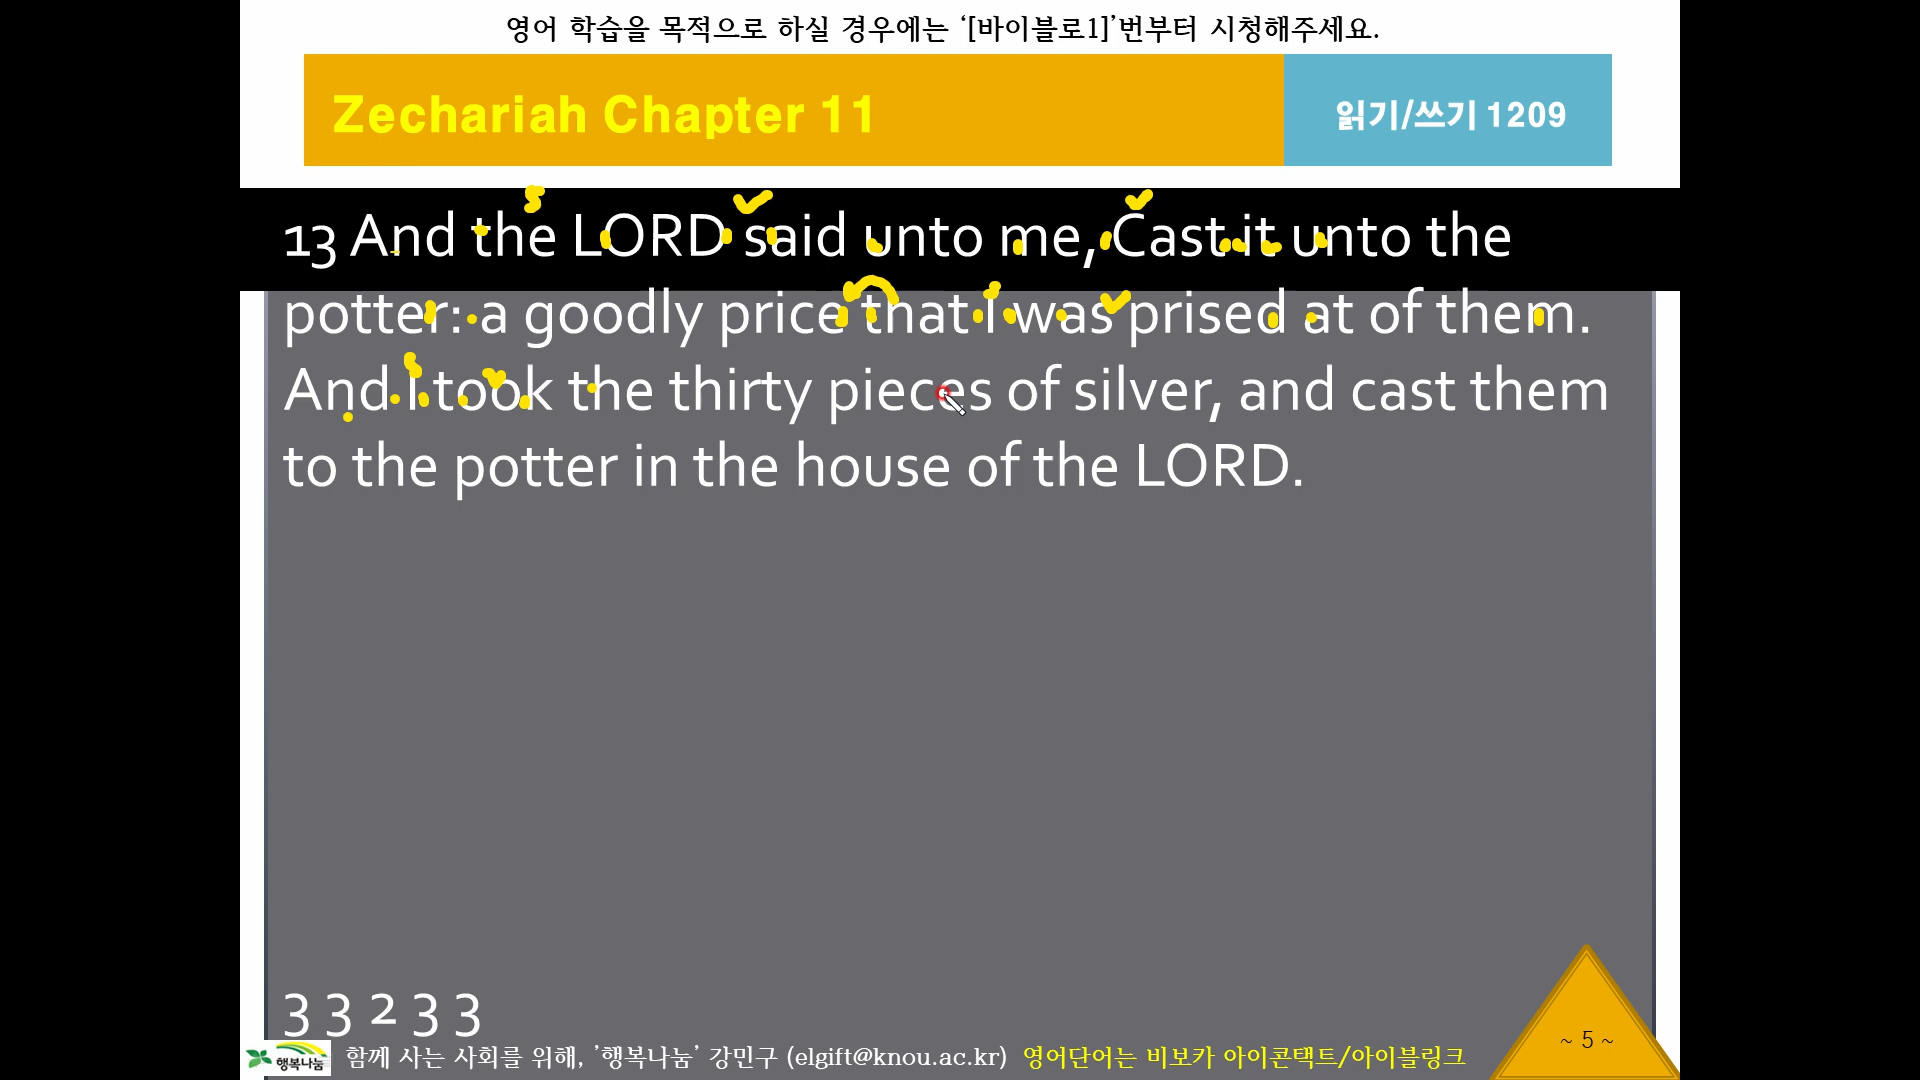 영어 학습을 목적으로 하실 경우에는 ‘[바이블로1]’번부터 시청해주세요.
Zechariah Chapter 11
읽기/쓰기 1209
13 And the LORD said unto me, Cast it unto the
potter: a goodly price that I was prised at of them.
And I took the thirty pieces of silver, and cast them
to the potter in the house of the LORD.
3 3 2 3 3
행복나눔
함께 사는 사회를 위해, ’행복나눔’ 강민구 (elgift@knou.ac.kr) 영어단어는 비보카 아이콘택트/아이블링크
~ 5 ~